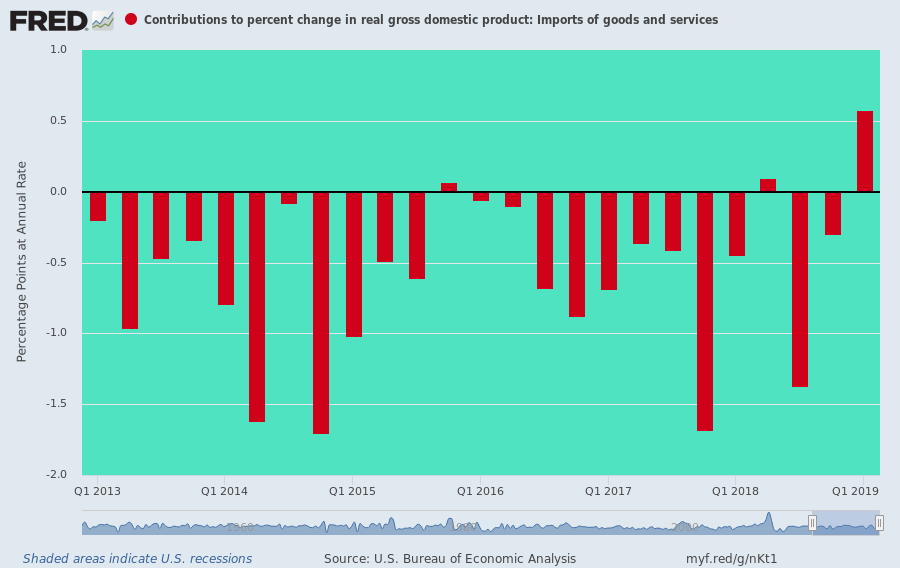 FRED
Contributions to percent change in real gross domestic product: Imports of goods and services
Percentage Points at Annual Rate
1.0
0.5
0.0
-0.5
-1.0
-1.5
-2.0
Q1 2013
Q1 2014
Q1 2015
Q1 2016
Q1 2017
Q1 2018
Q1 2019
1960
1980
2000
Shaded areas indicate U.S. recessions
Source: U.S. Bureau of Economic Analysis
myf.red/g/nKt1